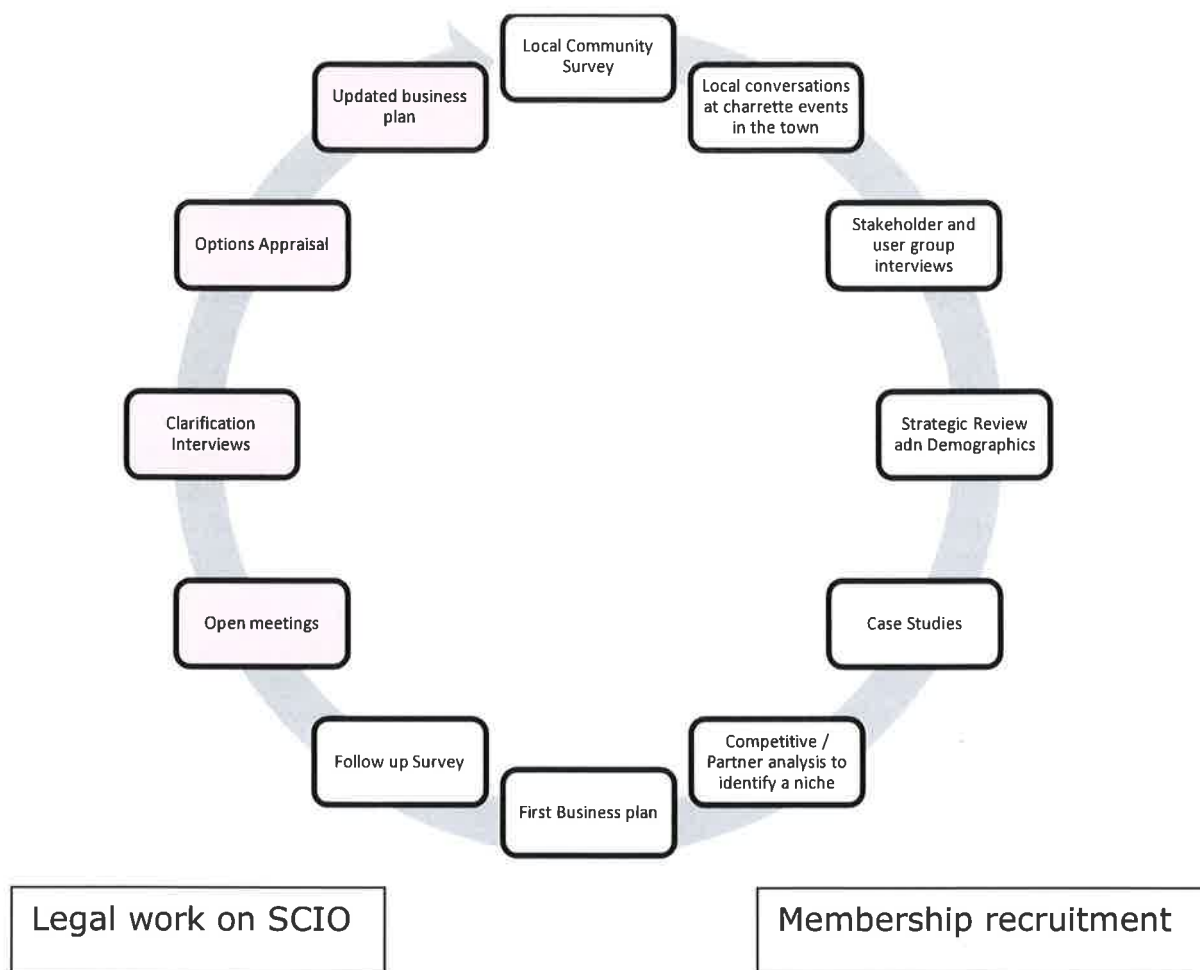 Local Community
Survey
Local conversations
at charrette events
in the town
Stakeholder and
user group
interviews
Strategic Review
adn Demographics
Case Studies
Competitive /
Partner analysis to
identify a niche
First Business plan
Follow up Survey
Open meetings
Clarification
Interviews
Options Appraisal
Updated business
plan
Legal work on SCIO
Membership recruitment